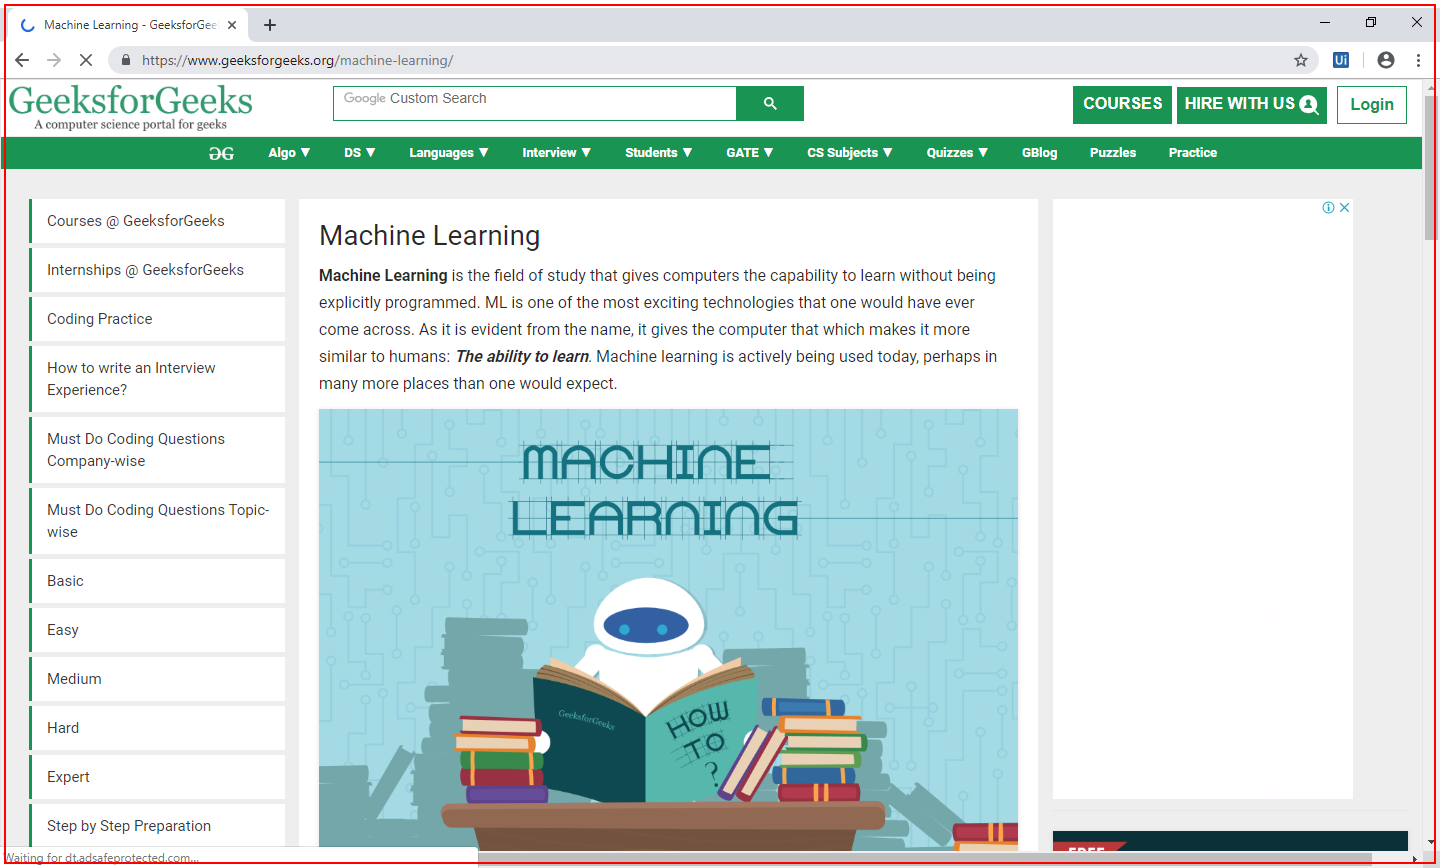 Machine Learning - GeeksforGee
https://www.geeksforgeeks.org/machine-learning/
Ui
GeeksforGeeks
A computer science portal for geeks
Google Custom Search
COURSES
HIRE WITH US
Login
Algo ▼ DS ▼ Languages ▼ Interview ▼ Students ▼ GATE ▼ CS Subjects ▼ Quizzes ▼ GBlog Puzzles Practice
Courses @ GeeksforGeeks
Internships @ GeeksforGeeks
Coding Practice
How to write an Interview
Experience?
Must Do Coding Questions
Company-wise
Must Do Coding Questions Topic-
wise
Basic
Easy
Medium
Hard
Expert
Step by Step Preparation
Machine Learning
Machine Learning is the field of study that gives computers the capability to learn without being
explicitly programmed. ML is one of the most exciting technologies that one would have ever
come across. As it is evident from the name, it gives the computer that which makes it more
similar to humans: The ability to learn. Machine learning is actively being used today, perhaps in
many more places than one would expect.
MACHINE
LEARNING
GeeksforGeeks
HOW
TO
?
FREE
Waiting for dt.adsafeprotected.com...